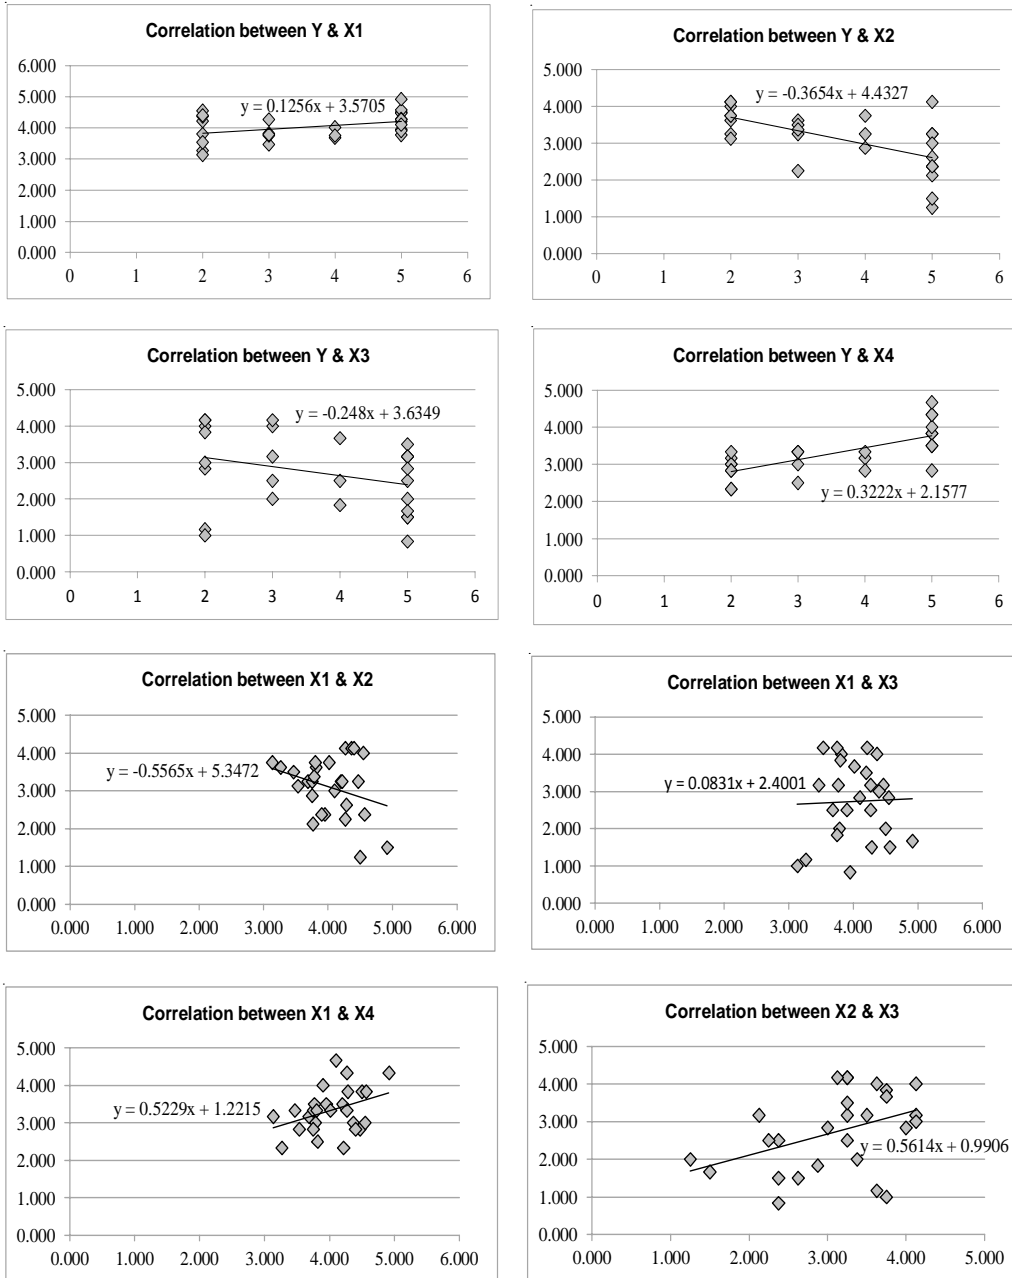 Correlation between Y & X1
6.000
5.000
4.000
3.000
2.000
1.000
0.000
y = 0.1256x + 3.5705
0 1 2 3 4 5 6
Correlation between Y & X2
5.000
4.000
3.000
2.000
1.000
0.000
y = -0.3654x + 4.4327
0 1 2 3 4 5 6
Correlation between Y & X3
5.000
4.000
3.000
2.000
1.000
0.000
y = -0.248x + 3.6349
0 1 2 3 4 5 6
Correlation between Y & X4
5.000
4.000
3.000
2.000
1.000
0.000
y = 0.3222x + 2.1577
0 1 2 3 4 5 6
Correlation between X1 & X2
5.000
4.000
3.000
2.000
1.000
0.000
y = -0.5565x + 5.3472
0.000 1.000 2.000 3.000 4.000 5.000 6.000
Correlation between X1 & X3
5.000
4.000
3.000
2.000
1.000
0.000
y = 0.0831x + 2.4001
0.000 1.000 2.000 3.000 4.000 5.000 6.000
Correlation between X1 & X4
5.000
4.000
3.000
2.000
1.000
0.000
y = 0.5229x + 1.2215
0.000 1.000 2.000 3.000 4.000 5.000 6.000
Correlation between X2 & X3
5.000
4.000
3.000
2.000
1.000
0.000
y = 0.5614x + 0.9906
0.000 1.000 2.000 3.000 4.000 5.000